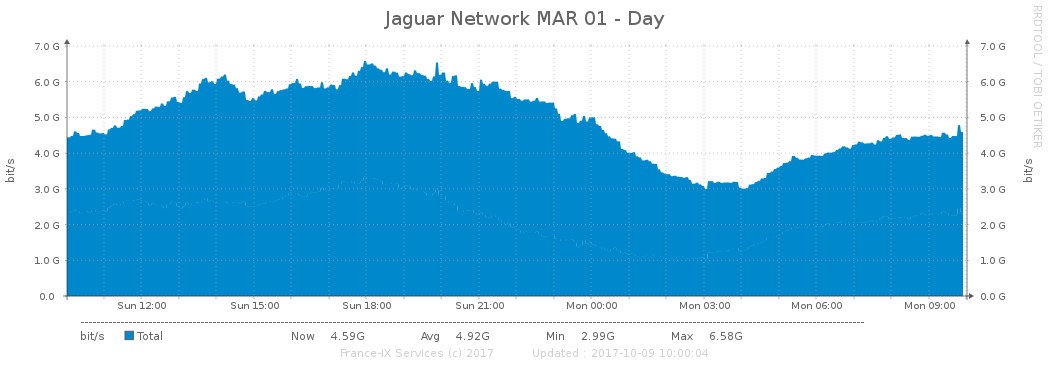 Jaguar Network MAR 01 - Day
RRDTOOL / TOBI OETIKER
bit/s
7.0 G
6.0 G
5.0 G
4.0 G
3.0 G
2.0 G
1.0 G
0.0
7.0 G
6.0 G
5.0 G
4.0 G
3.0 G
2.0 G
1.0 G
0.0 G
bit/s
Sun 12:00 Sun 15:00 Sun 18:00 Sun 21:00 Mon 00:00 Mon 03:00 Mon 06:00 Mon 09:00
bit/s Total Now 4.59G Avg 4.92G Min 2.99G Max 6.58G
France-IX Services (c) 2017 Updated : 2017-10-09 10:00:04